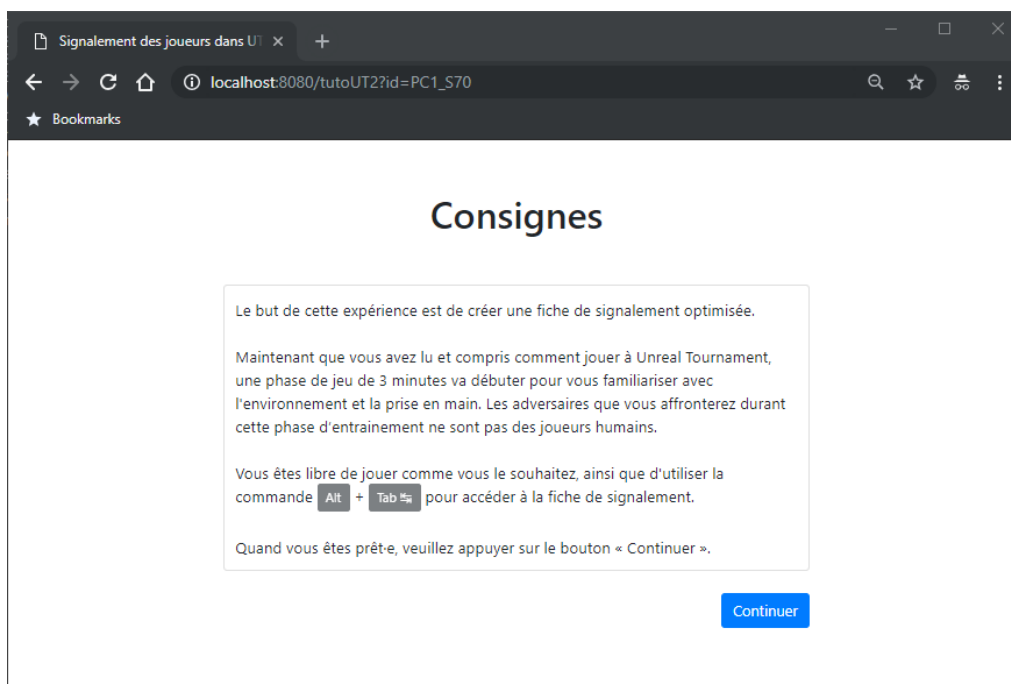 Signalement des joueurs dans UT
localhost:8080/tutoUT2?id=PC1_S70
Bookmarks
Consignes
Le but de cette expérience est de créer une fiche de signalement optimisée.
Maintenant que vous avez lu et compris comment jouer à Unreal Tournament,
une phase de jeu de 3 minutes va débuter pour vous familiariser avec
l'environnement et la prise en main. Les adversaires que vous affronterez durant
cette phase d'entrainement ne sont pas des joueurs humains.
Vous êtes libre de jouer comme vous le souhaitez, ainsi que d'utiliser la
commande Alt + Tab ↹ pour accéder à la fiche de signalement.
Quand vous êtes prêt·e, veuillez appuyer sur le bouton « Continuer ».
Continuer